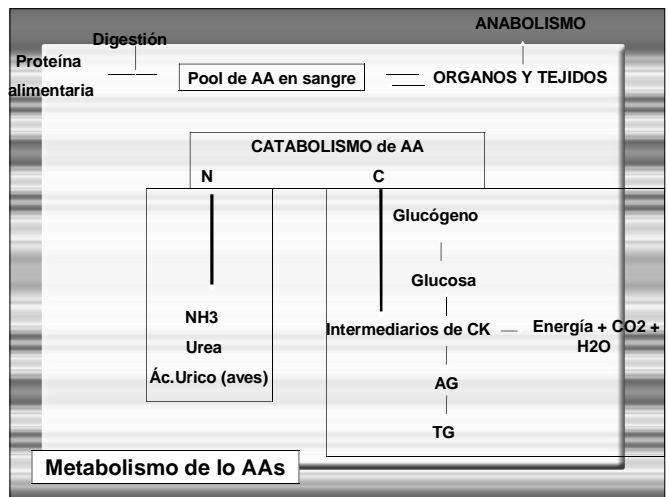 ANABOLISMO
Digestión
Proteína
alimentaria
Pool de AA en sangre
ORGANOS Y TEJIDOS
CATABOLISMO de AA
N
C
Glucógeno
Glucosa
NH3
Urea
Ác.Urico (aves)
Intermediarios de CK
Energía + CO2 +
H2O
AG
TG
Metabolismo de lo AAs